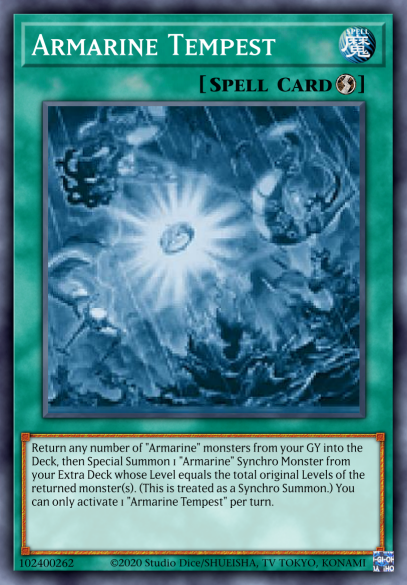 ARMARINE TEMPEST
SPELL
魔
[SPELL CARD]
Return any number of "Armarine" monsters from your GY into the
Deck, then Special Summon 1 "Armarine" Synchro Monster from
your Extra Deck whose Level equals the total original Levels of the
returned monster(s). (This is treated as a Synchro Summon.) You
can only activate 1 "Armarine Tempest" per turn.
102400262 ©2020 Studio Dice/SHUEISHA, TV TOKYO, KONAMI